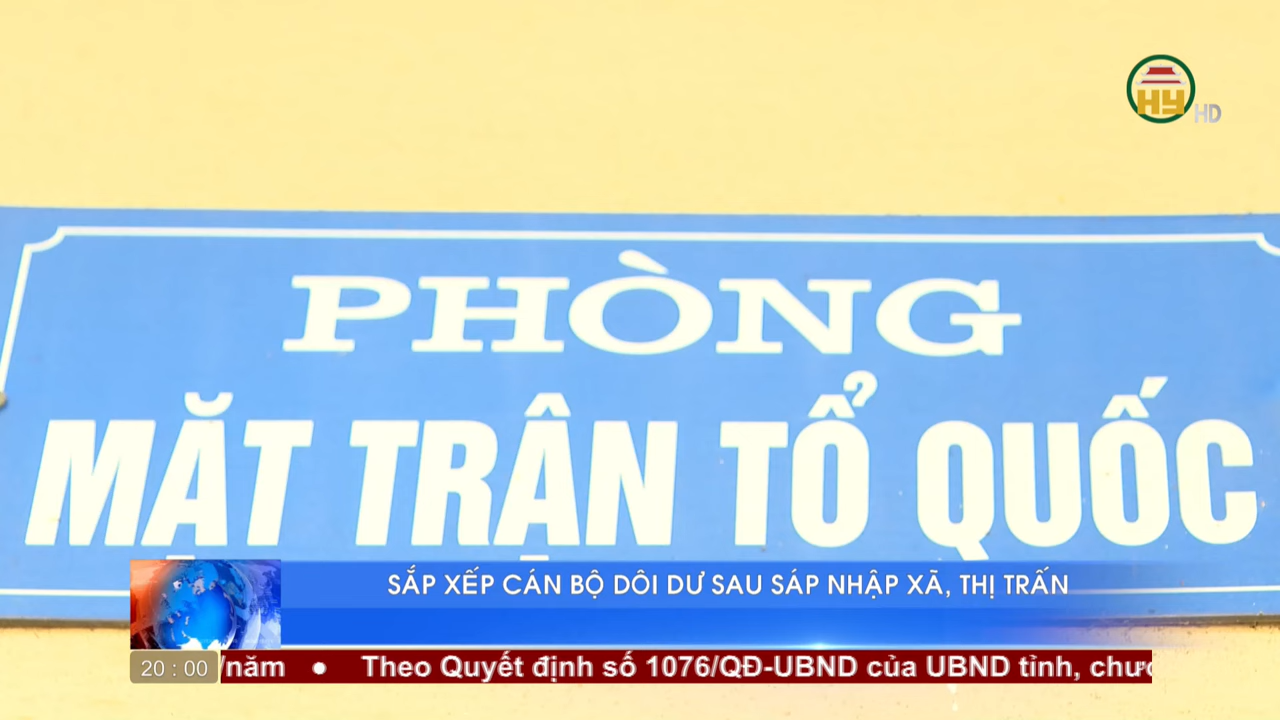 HY HD
PHÒNG
MẶT TRẬN TỔ QUỐC
SẮP XẾP CÁN BỘ DÔI DƯ SAU SÁP NHẬP XÃ, THỊ TRẤN
20 : 00 /năm ● Theo Quyết định số 1076/QĐ-UBND của UBND tỉnh,